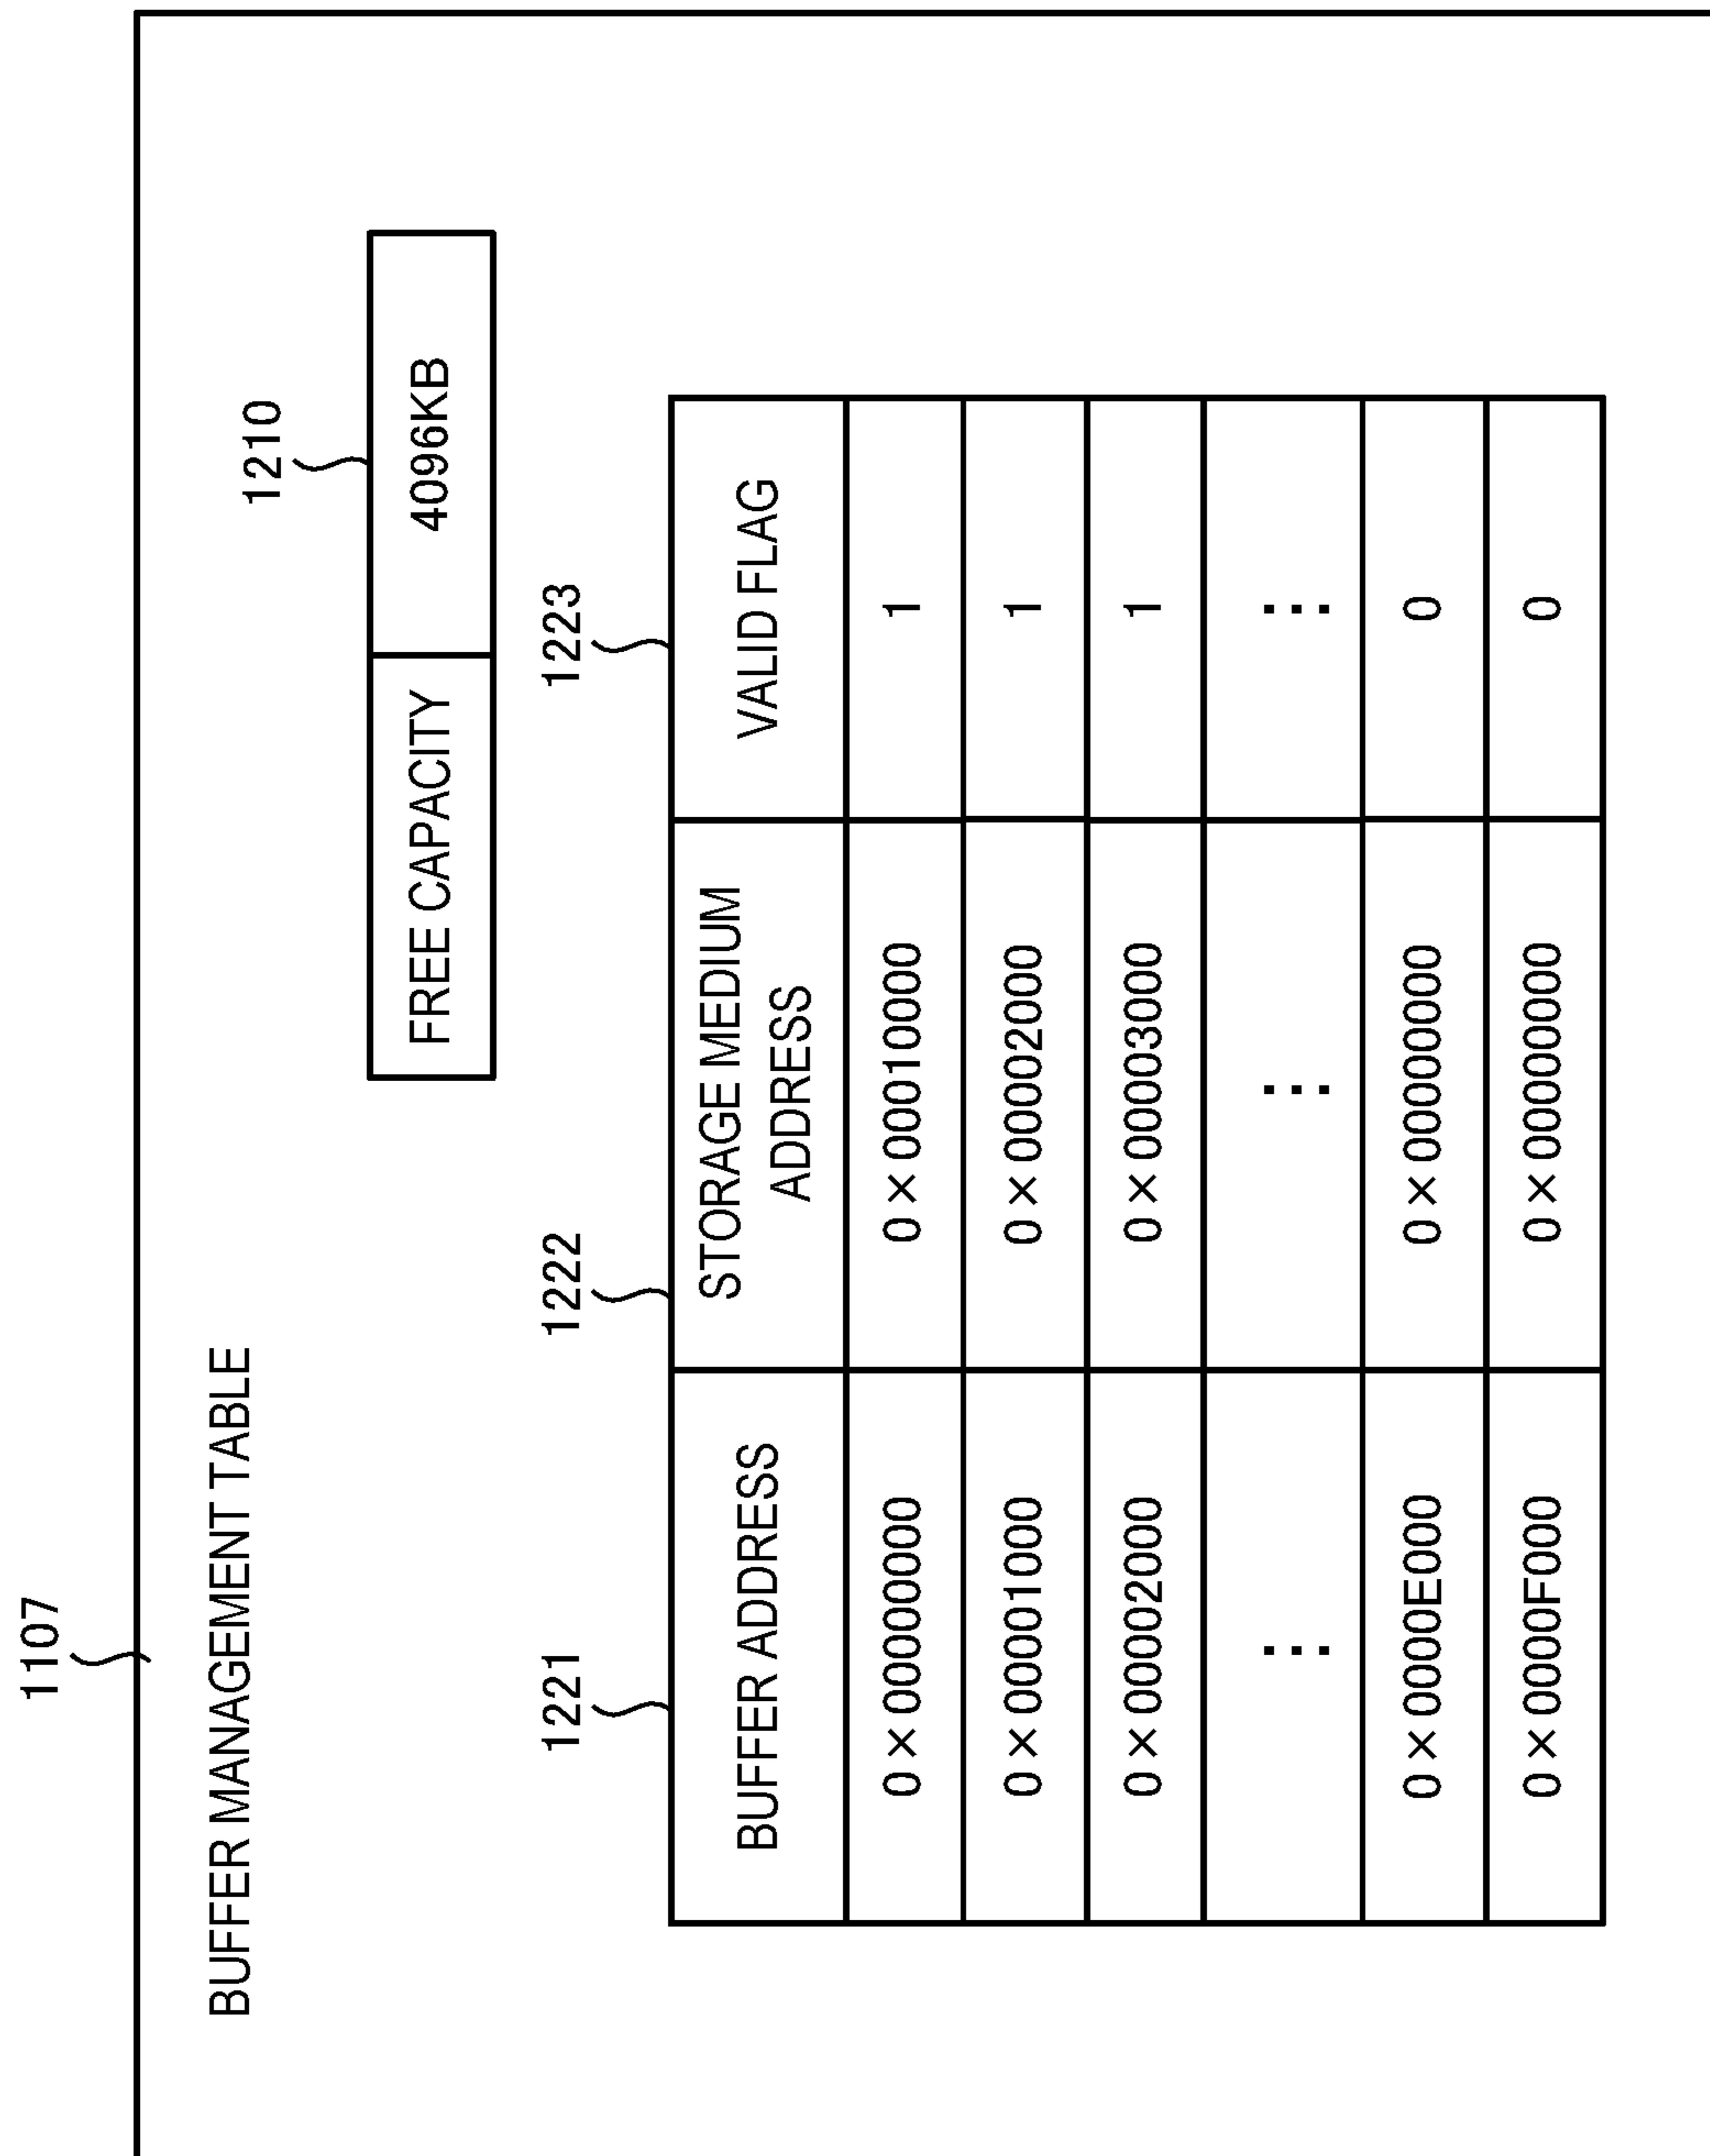 1107
BUFFER MANAGEMENT TABLE
1210
FREE CAPACITY 4096KB
1221 1222 1223
BUFFER ADDRESS STORAGE MEDIUM ADDRESS VALID FLAG
0×00000000 0×00010000 1
0×00001000 0×00002000 1
0×00002000 0×00003000 1
⋮ ⋮ ⋮
0×0000E000 0×00000000 0
0×0000F000 0×00000000 0